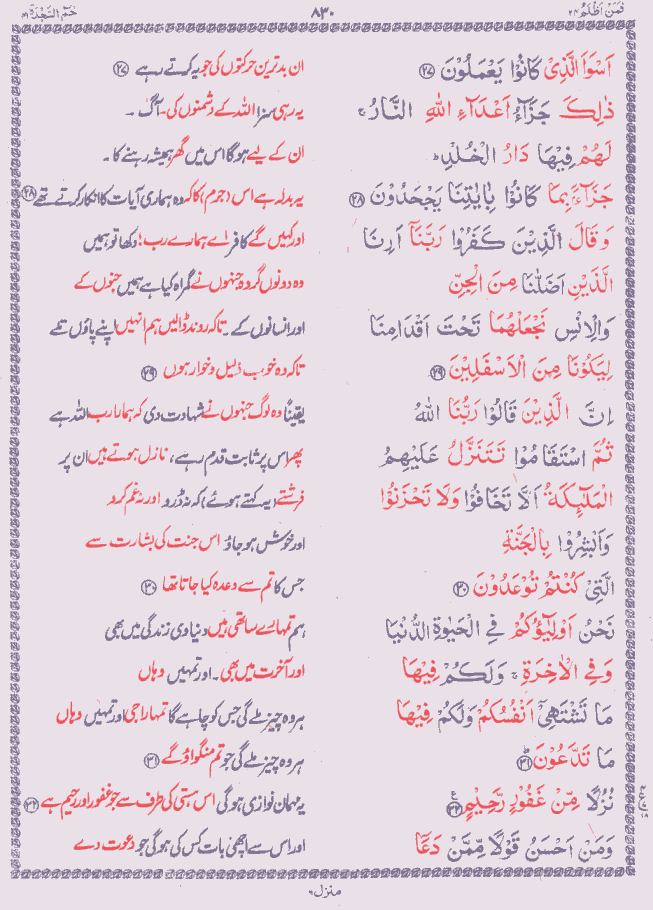 فَمَنْ اَظْلَمُ ۲۴ ۸۳۰ حٰمٓ السَّجْدَة ۴۱
اَسْوَاَ الَّذِیْ كَانُوْا یَعْمَلُوْنَ ۲۷ ان بدترین حرکتوں کی جو یہ کرتے رہے ۲۷
ذٰلِكَ جَزَآءُ اَعْدَآءِ اللّٰهِ النَّارُ ۚ یہ رہی سزا اللہ کے دشمنوں کی۔ آگ ۔
لَهُمْ فِیْهَا دَارُ الْخُلْدِ ؕ ان کے لیے ہوگا اس میں گھر ہمیشہ رہنے کا ۔
جَزَآءًۢ بِمَا كَانُوْا بِاٰیٰتِنَا یَجْحَدُوْنَ ۲۸ یہ بدلہ ہے اس (جرم) کا کہ وہ ہماری آیات کا انکار کرتے تھے ۲۸
وَ قَالَ الَّذِیْنَ كَفَرُوْا رَبَّنَاۤ اَرِنَا اور کہیں گے کافر اے ہمارے رب! دکھا تو ہمیں
الَّذَیْنِ اَضَلّٰنَا مِنَ الْجِنِّ وہ دونوں گروہ جنہوں نے گمراہ کیا ہے ہمیں جنوں کے
وَالْاِنْسِ نَجْعَلْهُمَا تَحْتَ اَقْدَامِنَا اور انسانوں کے ۔ تاکہ روند ڈالیں ہم انہیں اپنے پاؤں تلے
لِیَكُوْنَا مِنَ الْاَسْفَلِیْنَ ۲۹ تاکہ وہ خوب ذلیل و خوار ہوں ۲۹
اِنَّ الَّذِیْنَ قَالُوْا رَبُّنَا اللّٰهُ یقیناً وہ لوگ جنہوں نے شہادت دی کہ ہمارا رب اللہ ہے
ثُمَّ اسْتَقَامُوْا تَتَنَزَّلُ عَلَیْهِمُ پھر اس پر ثابت قدم رہے، نازل ہوتے ہیں ان پر
الْمَلٰٓىِٕكَةُ اَلَّا تَخَافُوْا وَلَا تَحْزَنُوْا فرشتے (یہ کہتے ہوئے) کہ نہ ڈرو اور نہ غم کرو
وَاَبْشِرُوْا بِالْجَنَّةِ اور خوش ہو جاؤ اس جنت کی بشارت سے
الَّتِیْ كُنْتُمْ تُوْعَدُوْنَ ۳۰ جس کا تم سے وعدہ کیا جاتا تھا ۳۰
نَحْنُ اَوْلِیٰٓؤُكُمْ فِی الْحَیٰوةِ الدُّنْیَا ہم تمہارے ساتھی ہیں دنیاوی زندگی میں بھی
وَفِی الْاٰخِرَةِ ۚ وَلَكُمْ فِیْهَا اور آخرت میں بھی ۔ اور تمہیں وہاں
مَا تَشْتَهِیْۤ اَنْفُسُكُمْ وَلَكُمْ فِیْهَا ہر وہ چیز ملے گی جس کو چاہے گا تمہارا جی اور تمہیں وہاں
مَا تَدَّعُوْنَ ؕ ۳۱ ہر وہ چیز ملے گی جو تم منگواؤ گے ۳۱
نُزُلًا مِّنْ غَفُوْرٍ رَّحِیْمٍ ۳۲ یہ مہمان نوازی ہوگی اس ہستی کی طرف سے جو غفور اور رحیم ہے ۳۲
وَمَنْ اَحْسَنُ قَوْلًا مِّمَّنْ دَعَاۤ اور اس سے اچھی بات کس کی ہوگی جو دعوت دے
منزل ۶